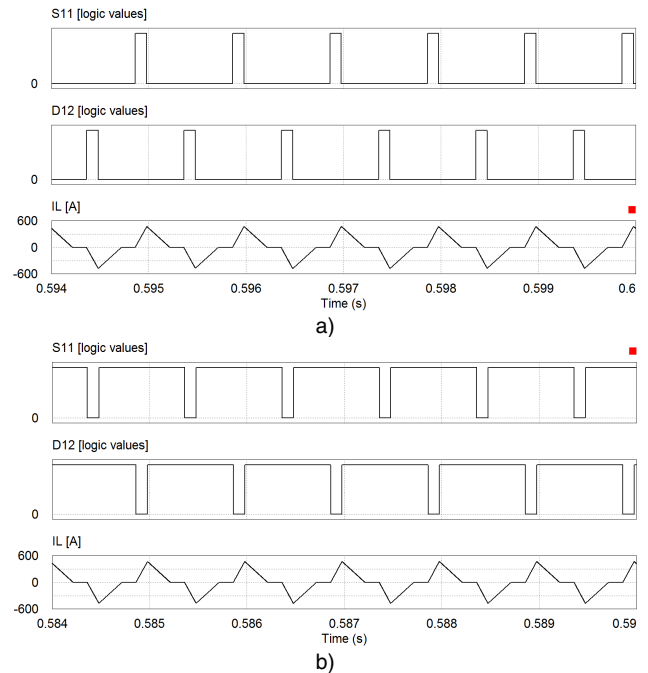 S11 [logic values]
0
D12 [logic values]
0
IL [A]
600
0
-600
0.594 0.595 0.596 0.597 0.598 0.599 0.6
Time (s)
a)
S11 [logic values]
0
D12 [logic values]
0
IL [A]
600
0
-600
0.584 0.585 0.586 0.587 0.588 0.589 0.59
Time (s)
b)